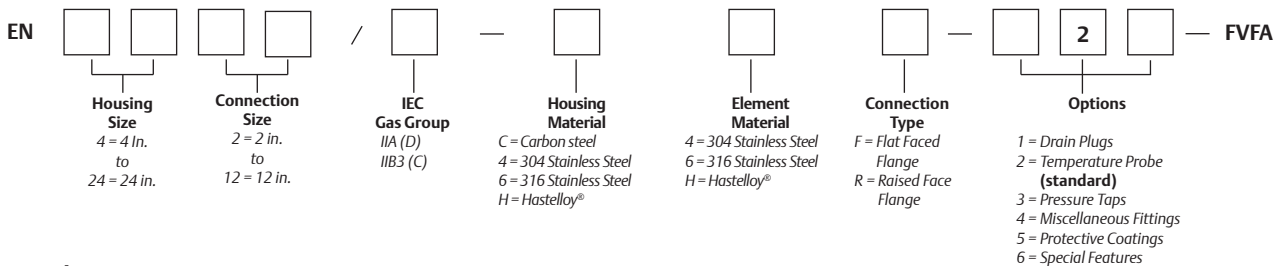 EN / — — 2 — FVFA
Housing Size
4 = 4 In.
to
24 = 24 in.
Connection Size
2 = 2 in.
to
12 = 12 in.
IEC
Gas Group
IIA (D)
IIB3 (C)
Housing
Material
C = Carbon steel
4 = 304 Stainless Steel
6 = 316 Stainless Steel
H = Hastelloy®
Element
Material
4 = 304 Stainless Steel
6 = 316 Stainless Steel
H = Hastelloy®
Connection
Type
F = Flat Faced
Flange
R = Raised Face
Flange
Options
1 = Drain Plugs
2 = Temperature Probe
(standard)
3 = Pressure Taps
4 = Miscellaneous Fittings
5 = Protective Coatings
6 = Special Features